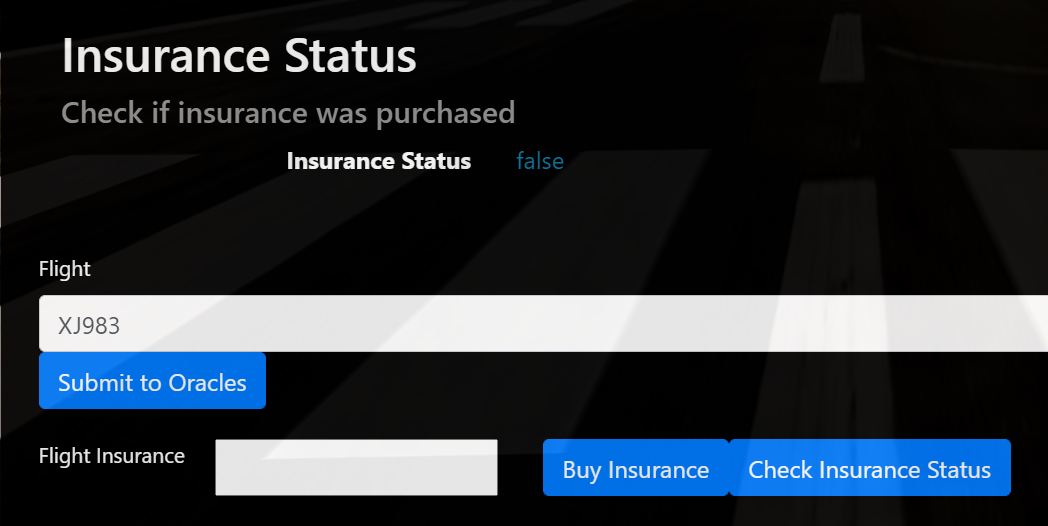 Insurance Status
Check if insurance was purchased
Insurance Status false
Flight
XJ983
Submit to Oracles
Flight Insurance Buy Insurance Check Insurance Status